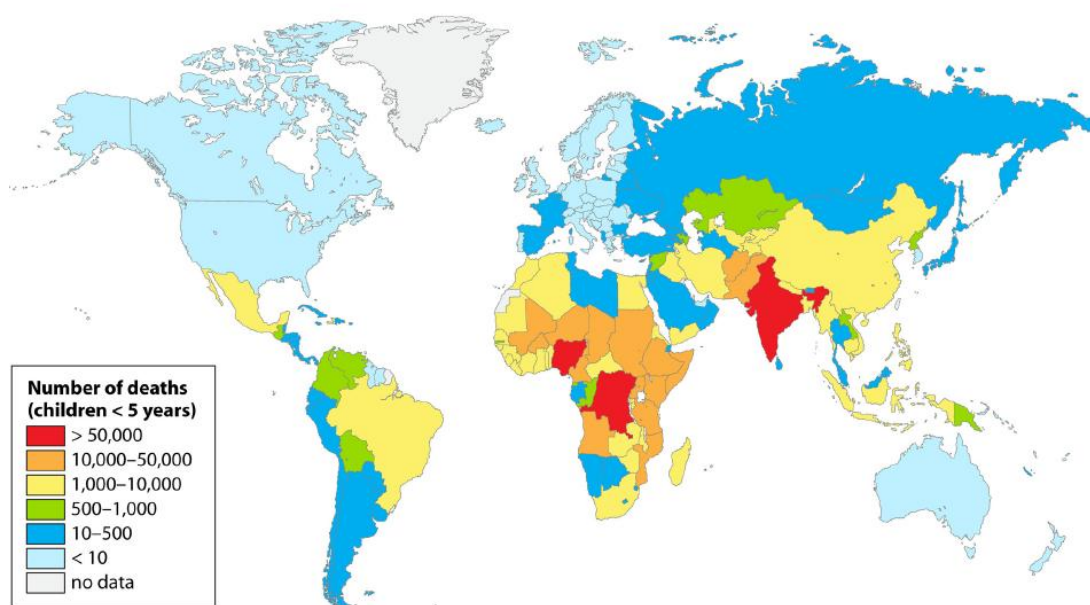 Number of deaths
(children < 5 years)
> 50,000
10,000–50,000
1,000–10,000
500–1,000
10–500
< 10
no data